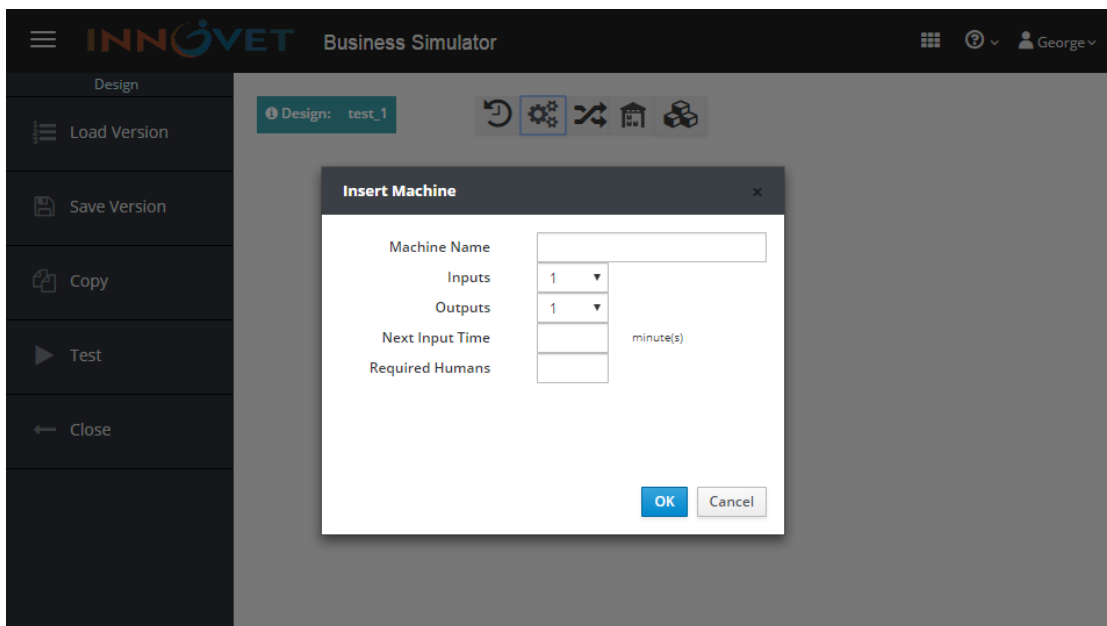 INNOVET Business Simulator George
Design
Load Version
Save Version
Copy
Test
Close
Design: test_1
Insert Machine ×
Machine Name
Inputs 1
Outputs 1
Next Input Time minute(s)
Required Humans
OK Cancel